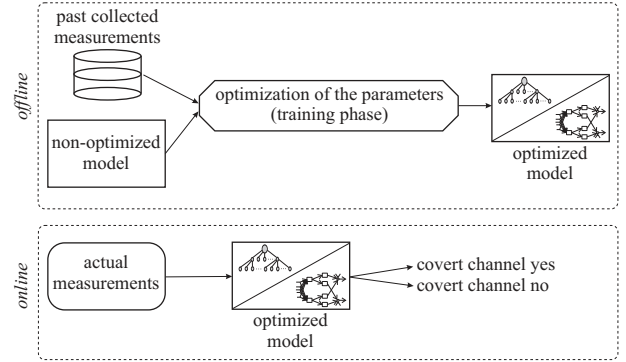 past collected
measurements
offline
non-optimized
model
optimization of the parameters
(training phase)
optimized
model
online
actual
measurements
optimized
model
covert channel yes
covert channel no